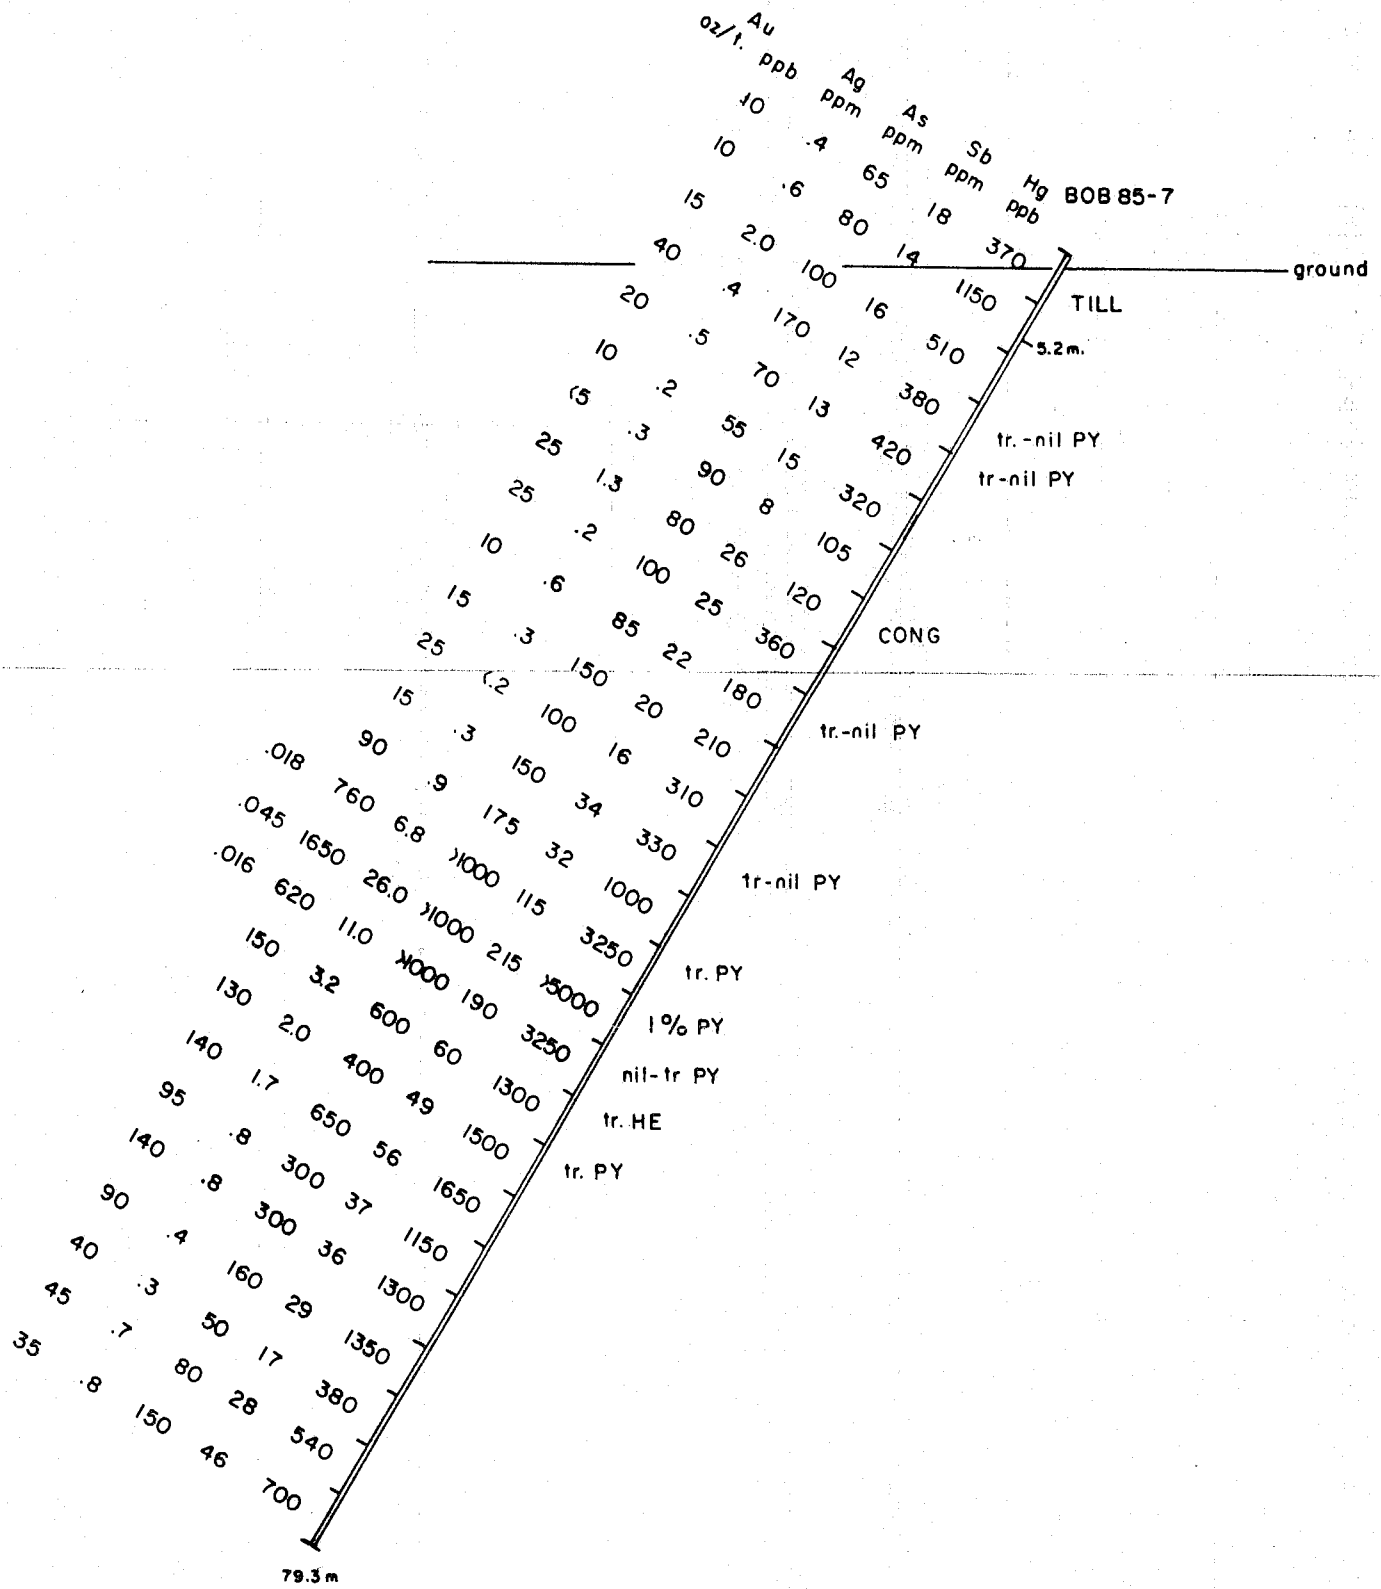 Au Ag As Sb Hg
oz/t. ppb ppm ppm ppm ppb
BOB 85-7
10 .4 65 18 370
ground
10 .6 80 14 1150
TILL
15 2.0 100 16 510
5.2m.
40 .4 170 12 380
20 .5 70 13 420
tr.-nil PY
10 .2 55 15 320
tr-nil PY
<5 .3 90 8 105
25 1.3 80 26 120
25 .2 100 25 360
CONG
10 .6 85 22 180
15 .3 150 20 210
tr.-nil PY
25 <.2 100 16 310
15 .3 150 34 330
90 .9 175 32 1000
tr-nil PY
.018 760 6.8 >1000 115 3250
tr. PY
.045 1650 26.0 >1000 215 >5000
1% PY
.016 620 11.0 >1000 190 3250
nil-tr PY
150 3.2 600 60 1300
tr. HE
130 2.0 400 49 1500
tr. PY
140 1.7 650 56 1650
95 .8 300 37 1150
140 .8 300 36 1300
90 .4 160 29 1350
40 .3 50 17 380
45 .7 80 28 540
35 .8 150 46 700
79.3m